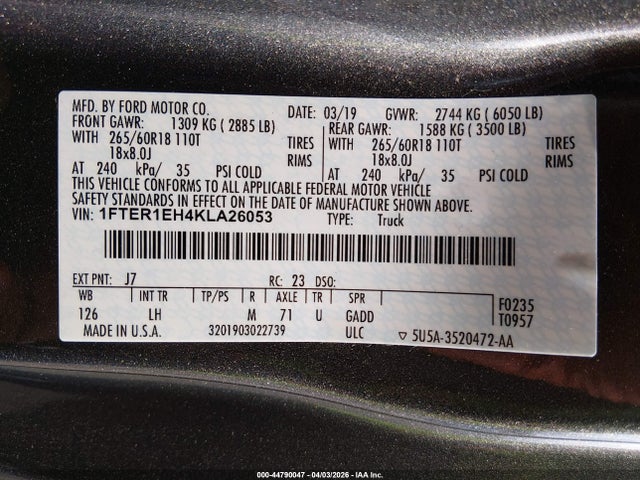 MFD. BY FORD MOTOR CO. 03/19 GVWR: 2744 KG ( 6050 LB)
FRONT GAWR: 1309 KG ( 2885 LB) REAR GAWR: 1588 KG ( 3500 LB)
WITH 265/60R18 110T TIRES WITH 265/60R18 110T TIRES
18x8.0J RIMS 18x8.0J RIMS
AT 240 kPa/ 35 PSI COLD AT 240 kPa/ 35 PSI COLD
THIS VEHICLE CONFORMS TO ALL APPLICABLE FEDERAL MOTOR VEHICLE
SAFETY STANDARDS IN EFFECT ON THE DATE OF MANUFACTURE SHOWN ABOVE.
VIN: 1FTER1EH4KLA26053 TYPE: Truck
EXT PNT: J7 RC: 23 DSO:
WB INT TR TP/PS R AXLE TR SPR F0235
126 LH M 71 U GADD T0957
MADE IN U.S.A. 3201903022739 ULC ▽ 5U5A-3520472-AA
000-44790047 - 04/03/2026 - IAA Inc.